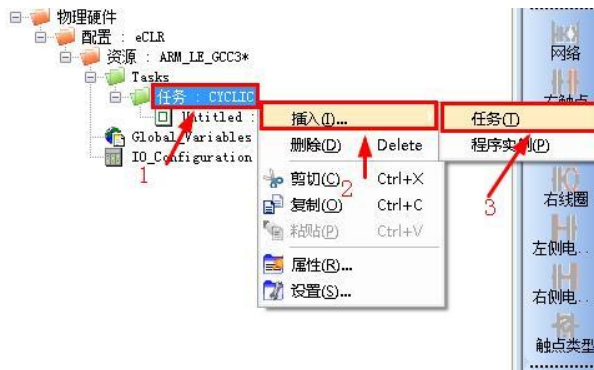 物理硬件
配置 : eCLR
资源 : ARM_LE_GCC3*
Tasks
任务 : CYCLIC
Untitled :
Global_Variables
IO_Configuration
插入(I)...
删除(D) Delete
剪切(C) Ctrl+X
复制(O) Ctrl+C
粘贴(P) Ctrl+V
属性(R)...
设置(S)...
任务(T)
程序实例(P)
1
2
3
网络
右线圈
左侧电..
右侧电..
触点类型